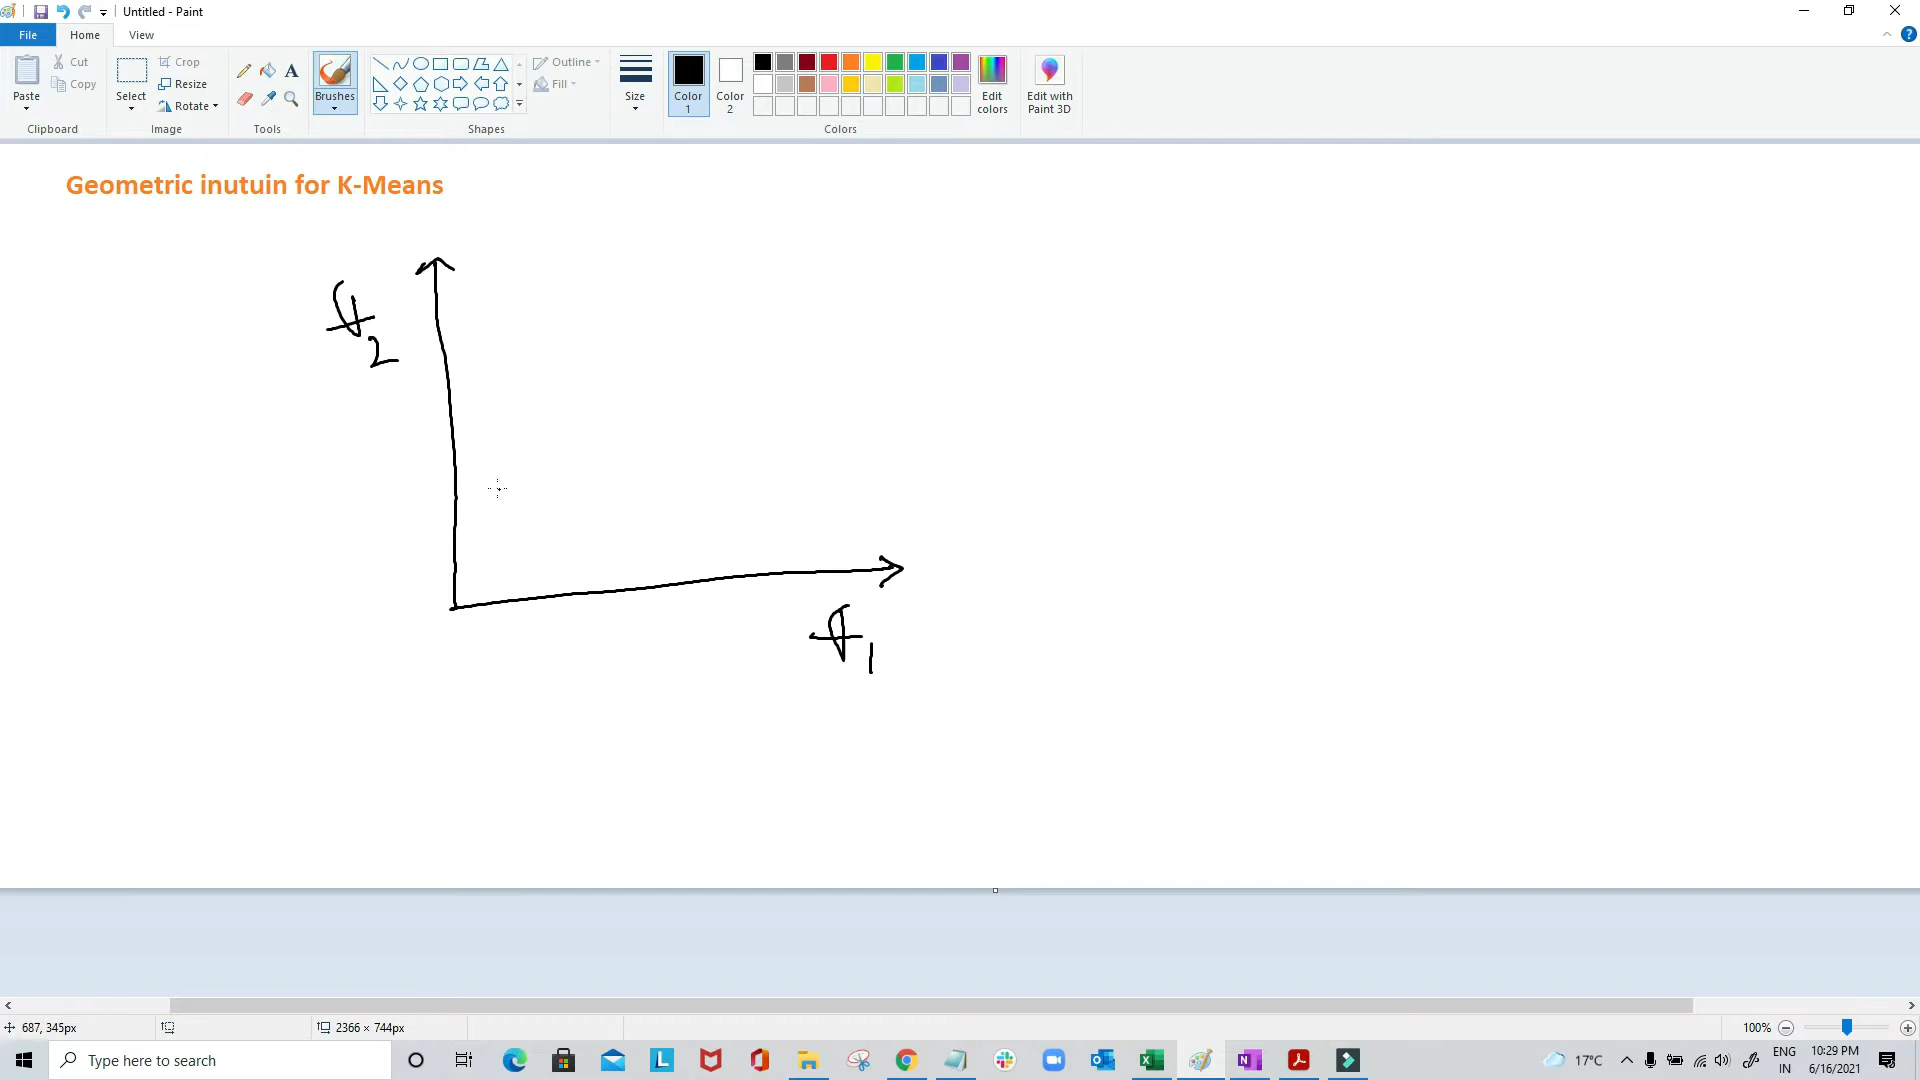 Untitled - Paint
File Home View
Paste Cut Copy Clipboard
Select Crop Resize Rotate Image
Tools
Brushes
Shapes
Outline Fill
Size
Color 1 Color 2 Colors
Edit colors
Edit with Paint 3D
Geometric inutuin for K-Means
f2
f1
687, 345px 2366 × 744px 100%
Type here to search 17°C ENG IN 10:29 PM 6/16/2021